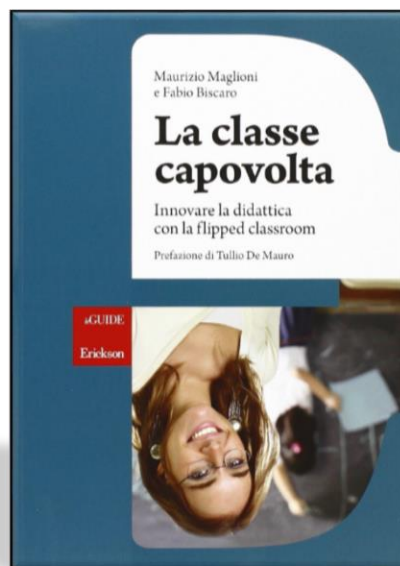 Maurizio Maglioni
e Fabio Biscaro
La classe
capovolta
Innovare la didattica
con la flipped classroom
Prefazione di Tullio De Mauro
leGUIDE
Erickson